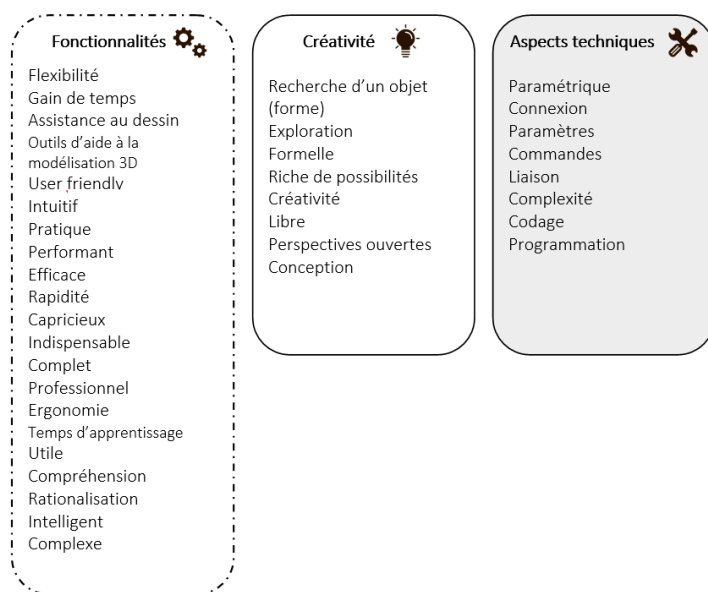 Fonctionnalités
Flexibilité
Gain de temps
Assistance au dessin
Outils d'aide à la
modélisation 3D
User friendly
Intuitif
Pratique
Performant
Efficace
Rapidité
Capricieux
Indispensable
Complet
Professionnel
Ergonomie
Temps d'apprentissage
Utile
Compréhension
Rationalisation
Intelligent
Complexe
Créativité
Recherche d'un objet
(forme)
Exploration
Formelle
Riche de possibilités
Créativité
Libre
Perspectives ouvertes
Conception
Aspects techniques
Paramétrique
Connexion
Paramètres
Commandes
Liaison
Complexité
Codage
Programmation